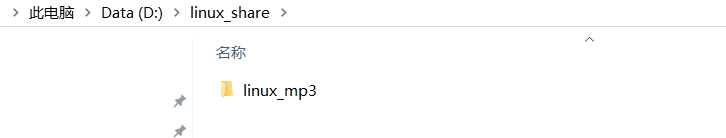 此电脑 > Data (D:) > linux_share >
名称
linux_mp3